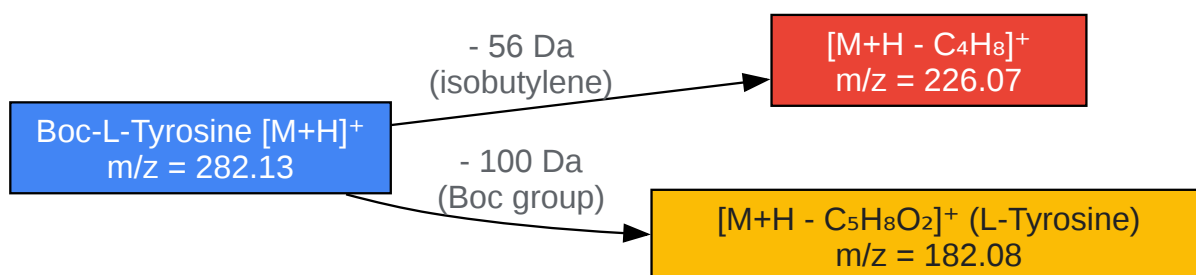 Boc-L-Tyrosine [M+H]⁺
m/z = 282.13
- 56 Da
(isobutylene)
[M+H - C₄H₈]⁺
m/z = 226.07
- 100 Da
(Boc group)
[M+H - C₅H₈O₂]⁺ (L-Tyrosine)
m/z = 182.08